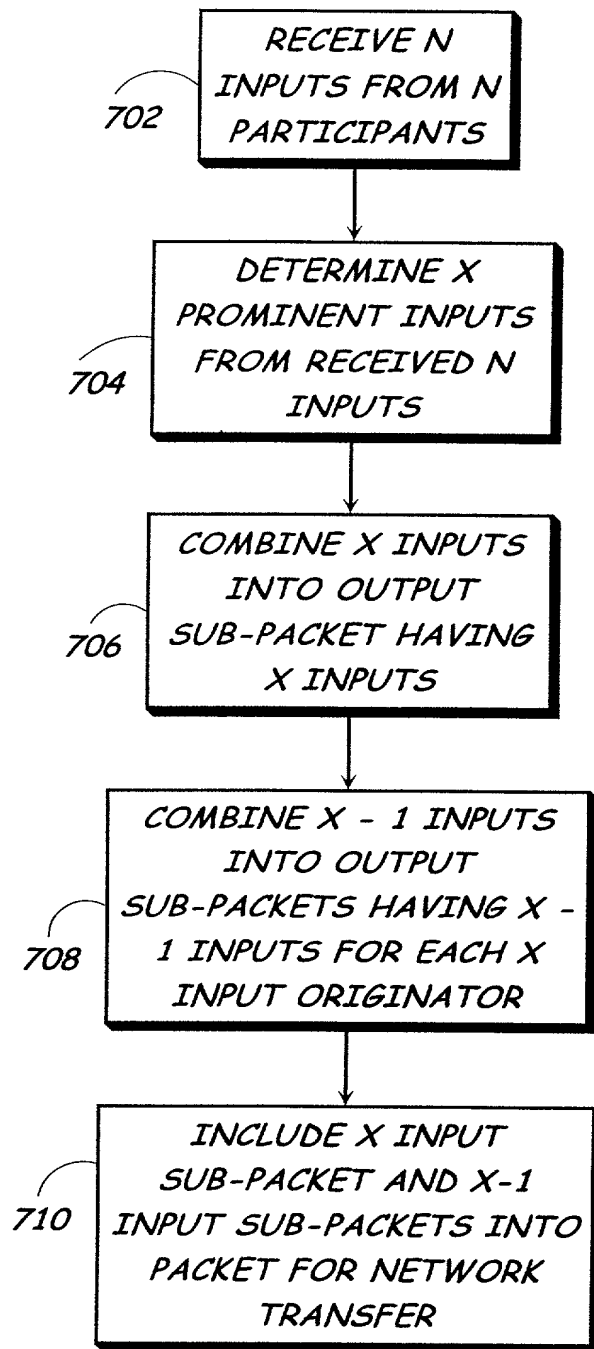 RECEIVE N
INPUTS FROM N
PARTICIPANTS
702
DETERMINE X
PROMINENT INPUTS
FROM RECEIVED N
INPUTS
704
COMBINE X INPUTS
INTO OUTPUT
SUB-PACKET HAVING
X INPUTS
706
COMBINE X - 1 INPUTS
INTO OUTPUT
SUB-PACKETS HAVING X -
1 INPUTS FOR EACH X
INPUT ORIGINATOR
708
INCLUDE X INPUT
SUB-PACKET AND X-1
INPUT SUB-PACKETS INTO
PACKET FOR NETWORK
TRANSFER
710